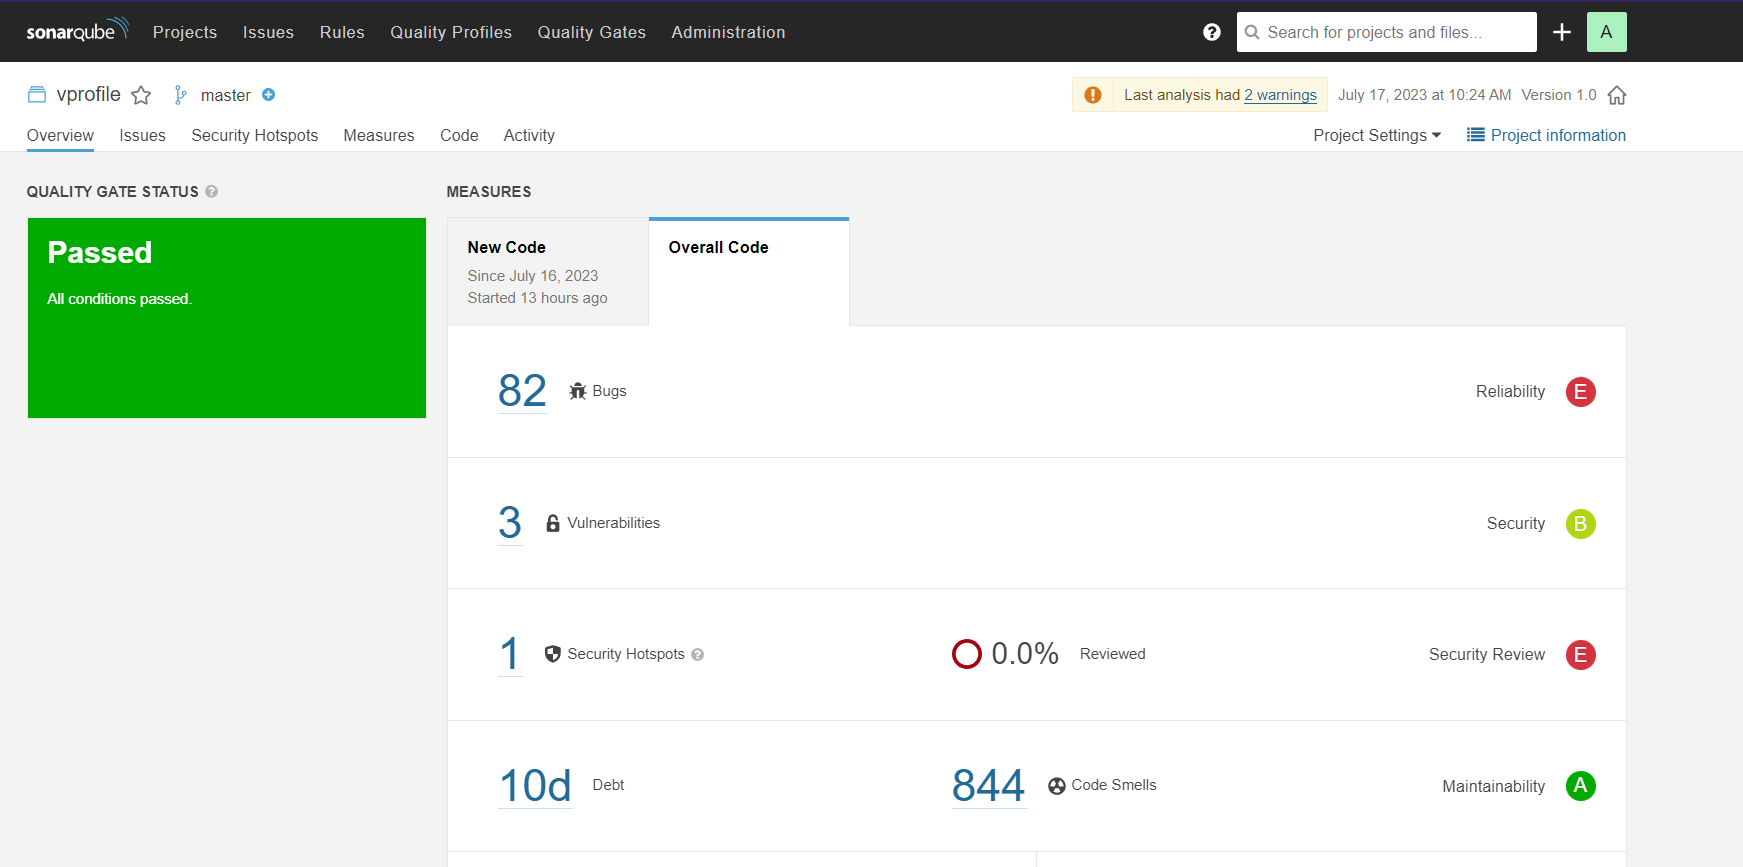 sonarqube Projects Issues Rules Quality Profiles Quality Gates Administration ? Search for projects and files... + A
vprofile master Last analysis had 2 warnings July 17, 2023 at 10:24 AM Version 1.0
Overview Issues Security Hotspots Measures Code Activity Project Settings Project information
QUALITY GATE STATUS ?
Passed
All conditions passed.
MEASURES
New Code
Since July 16, 2023
Started 13 hours ago
Overall Code
82 Bugs Reliability E
3 Vulnerabilities Security B
1 Security Hotspots ? 0.0% Reviewed Security Review E
10d Debt 844 Code Smells Maintainability A